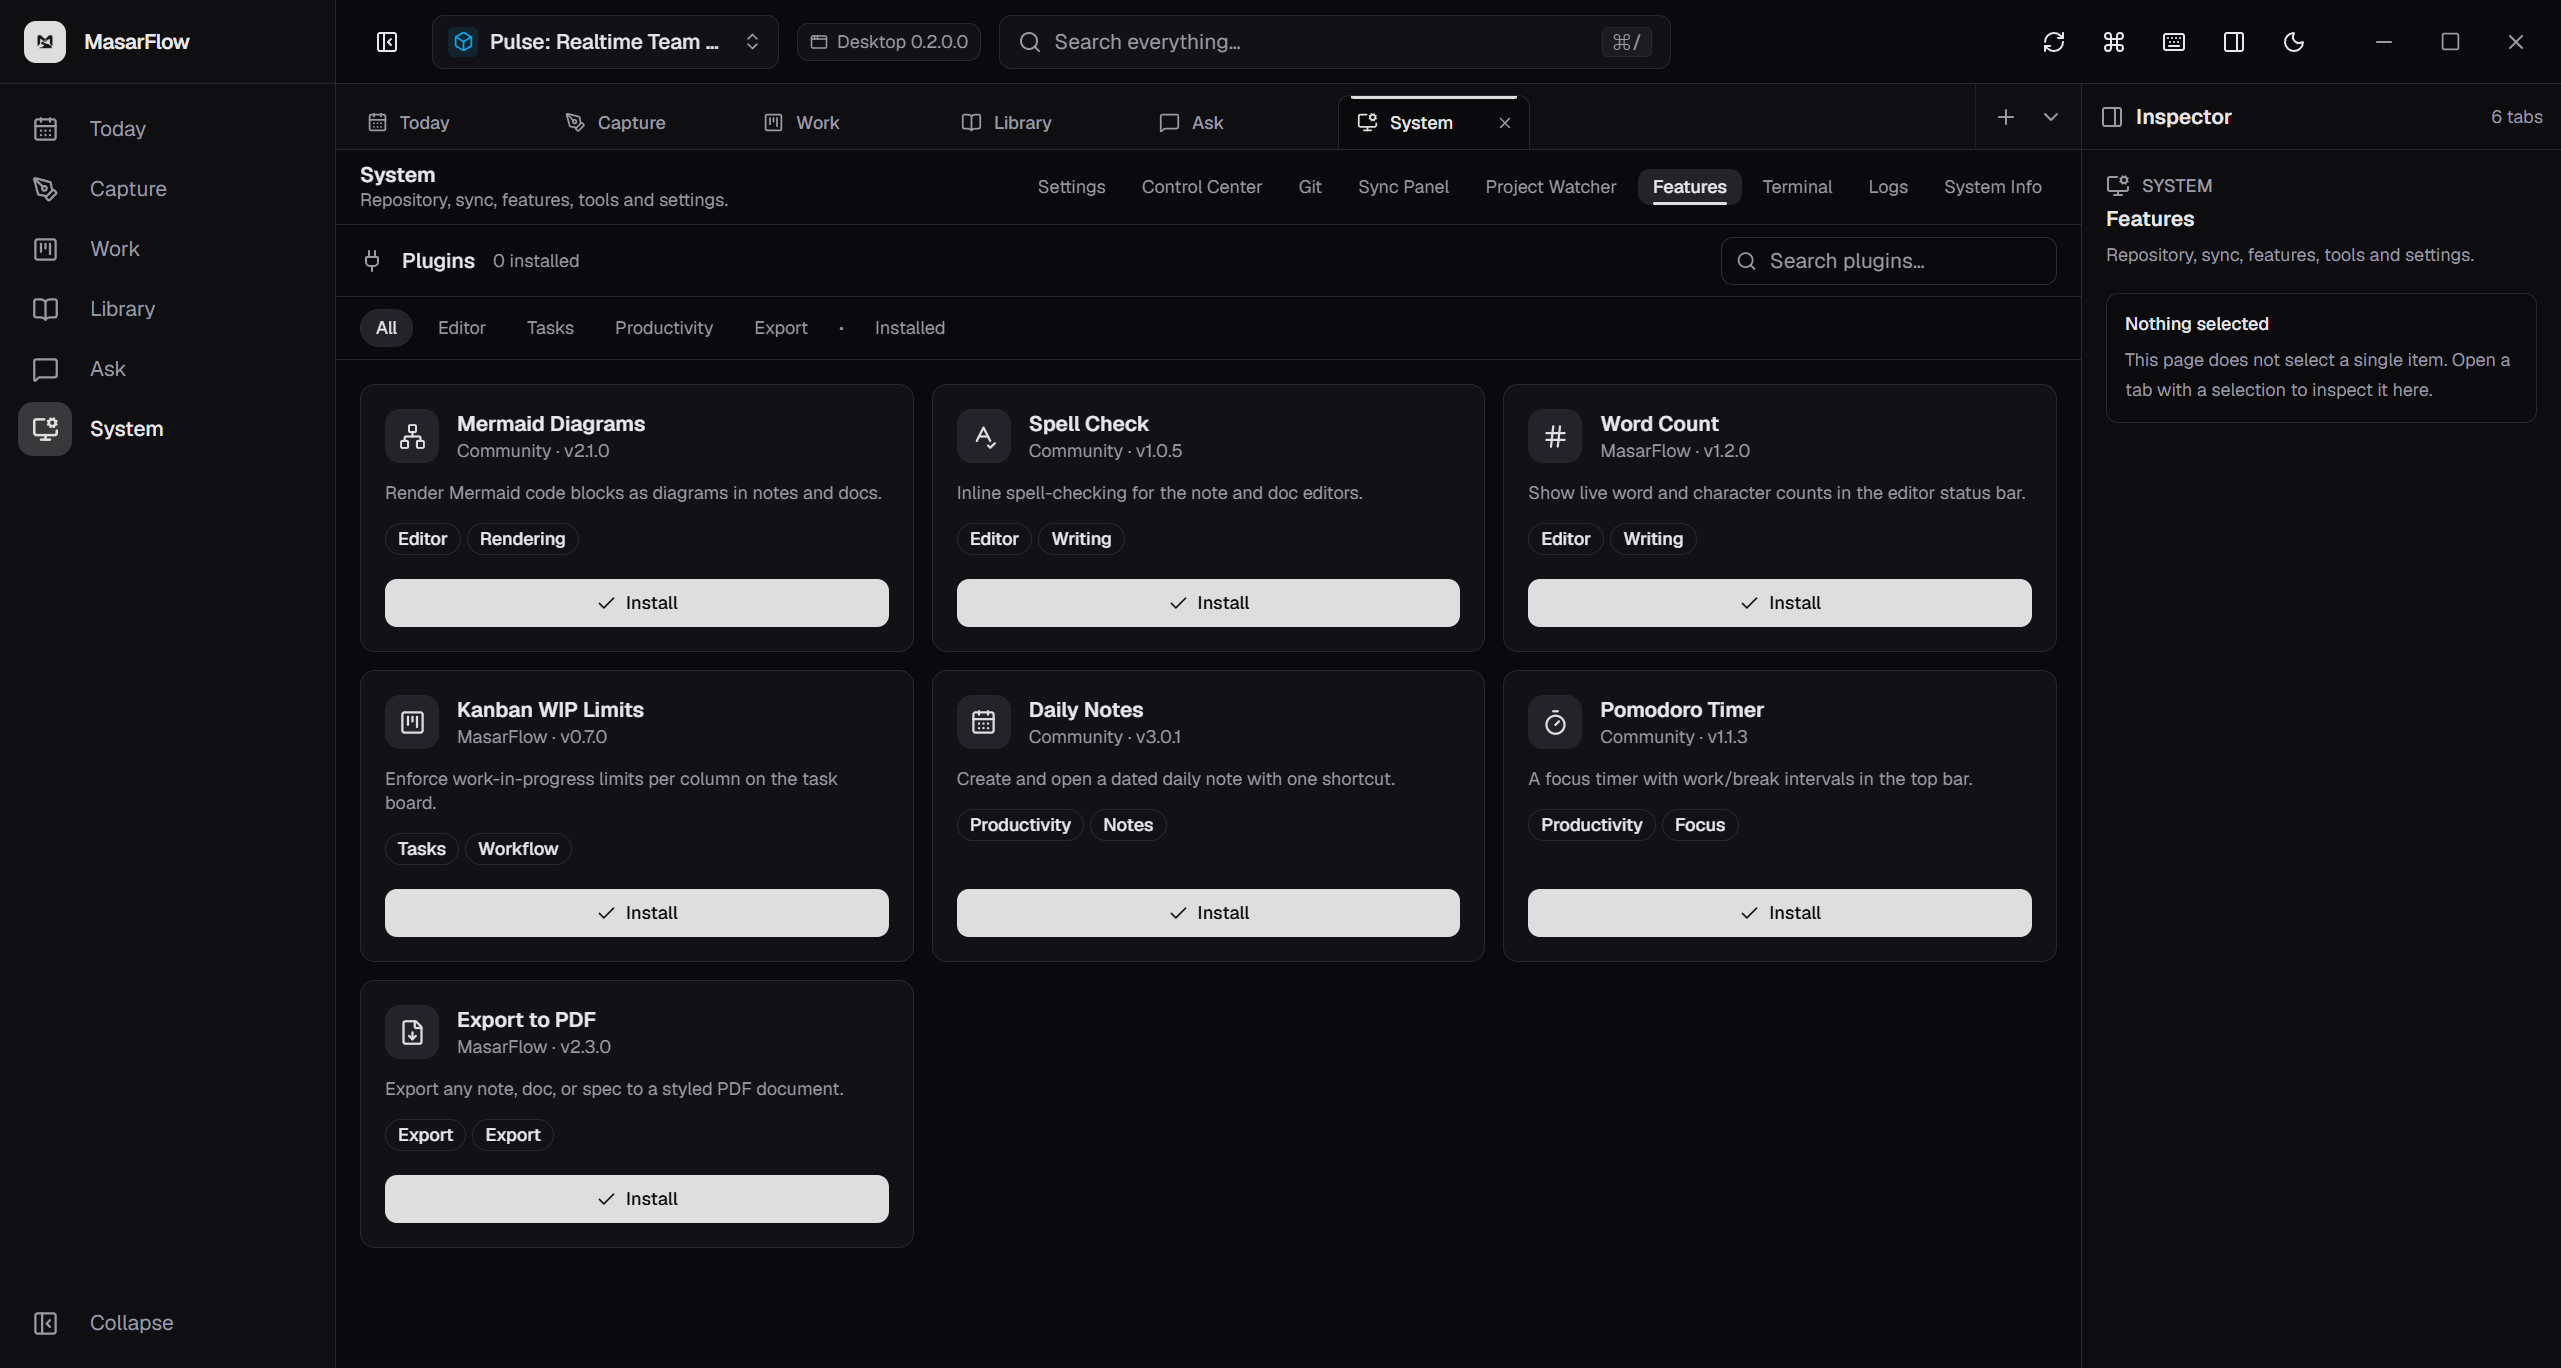 MasarFlow
Pulse: Realtime Team ...
Desktop 0.2.0.0
Search everything...
⌘/
Today
Capture
Work
Library
Ask
System
Collapse
Today
Capture
Work
Library
Ask
System
System
Repository, sync, features, tools and settings.
Settings
Control Center
Git
Sync Panel
Project Watcher
Features
Terminal
Logs
System Info
Plugins
0 installed
Search plugins...
All
Editor
Tasks
Productivity
Export
·
Installed
Mermaid Diagrams
Community · v2.1.0
Render Mermaid code blocks as diagrams in notes and docs.
Editor
Rendering
Install
Spell Check
Community · v1.0.5
Inline spell-checking for the note and doc editors.
Editor
Writing
Install
Word Count
MasarFlow · v1.2.0
Show live word and character counts in the editor status bar.
Editor
Writing
Install
Kanban WIP Limits
MasarFlow · v0.7.0
Enforce work-in-progress limits per column on the task
board.
Tasks
Workflow
Install
Daily Notes
Community · v3.0.1
Create and open a dated daily note with one shortcut.
Productivity
Notes
Install
Pomodoro Timer
Community · v1.1.3
A focus timer with work/break intervals in the top bar.
Productivity
Focus
Install
Export to PDF
MasarFlow · v2.3.0
Export any note, doc, or spec to a styled PDF document.
Export
Export
Install
Inspector
6 tabs
SYSTEM
Features
Repository, sync, features, tools and settings.
Nothing selected
This page does not select a single item. Open a
tab with a selection to inspect it here.